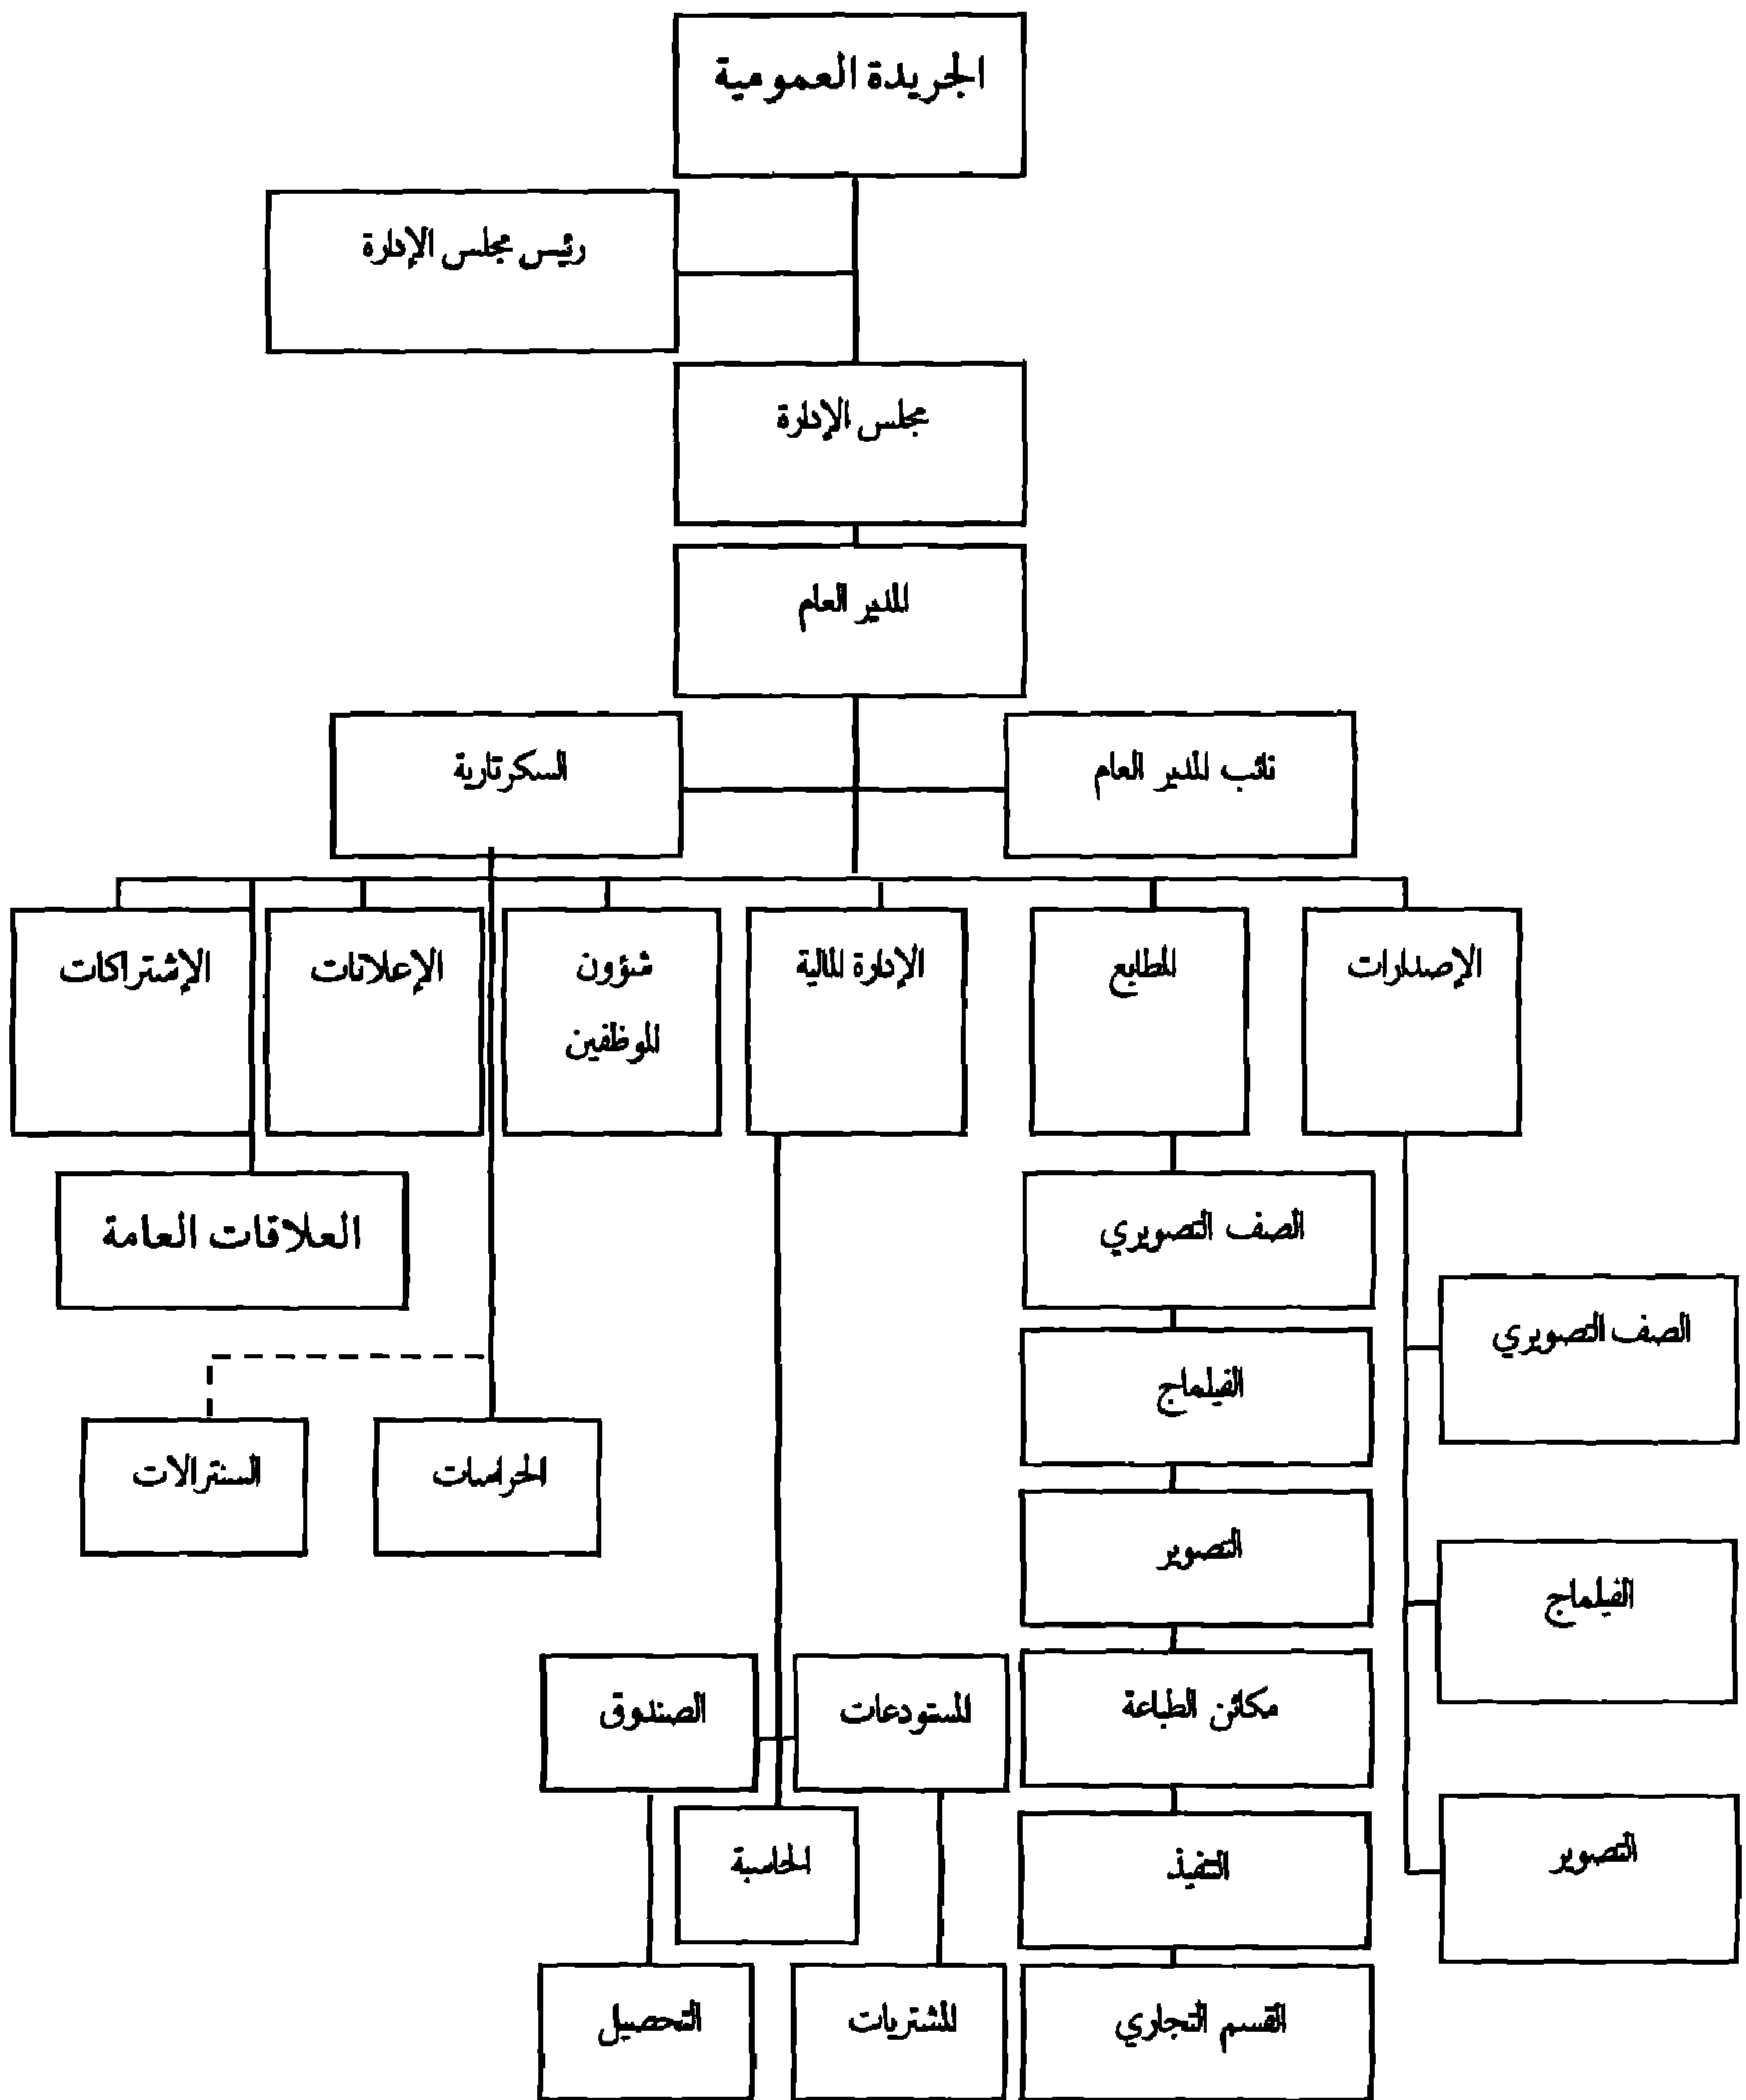 الجريدة العمومية
رئيس مجلس الإدارة
مجلس الإدارة
المدير العام
نائب المدير العام
السكرتارية
الإصدارات
المطابع
الإدارة المالية
شؤون
الموظفين
الإعلانات
الإشتراكات
الصف التصويري
العلاقات العامة
الصف التصويري
الفيلماج
السنترالات
الحراسات
التصوير
الفيلماج
مكائن الطباعة
المستودعات
الصندوق
التنفيذ
المحاسبة
التصوير
القسم التجاري
المشتريات
التحصيل